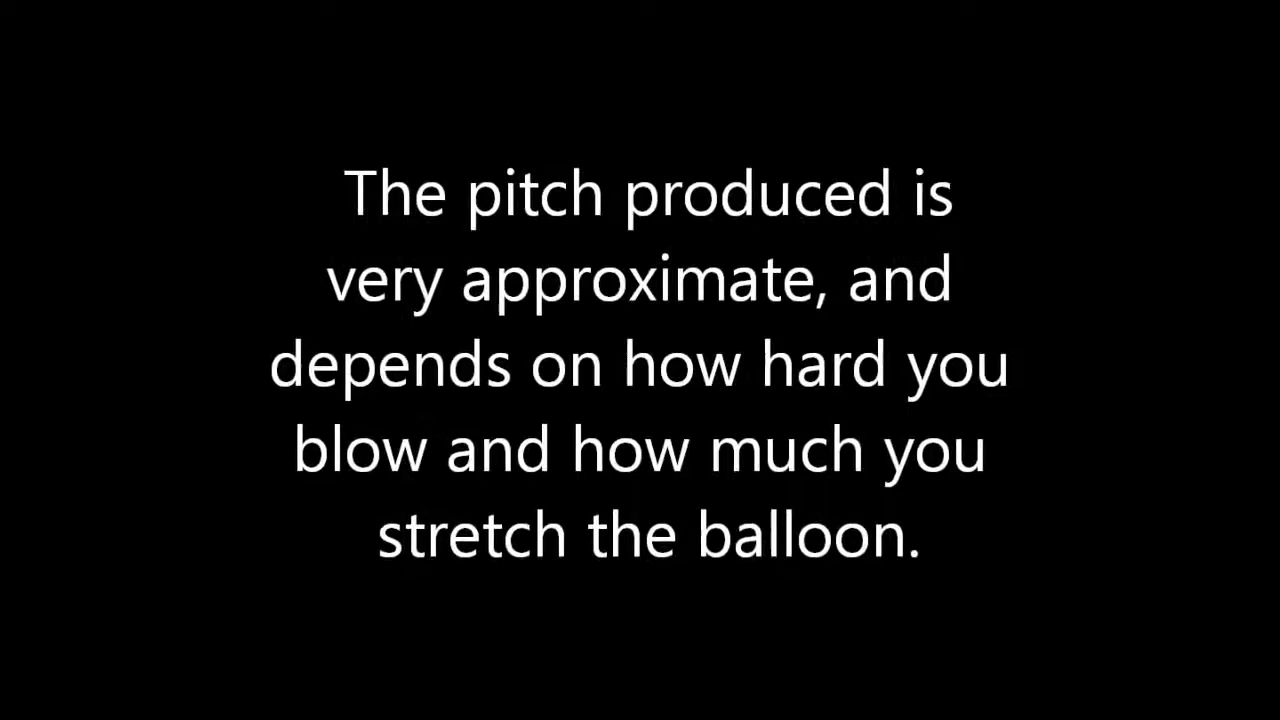 The pitch produced is
very approximate, and
depends on how hard you
blow and how much you
stretch the balloon.